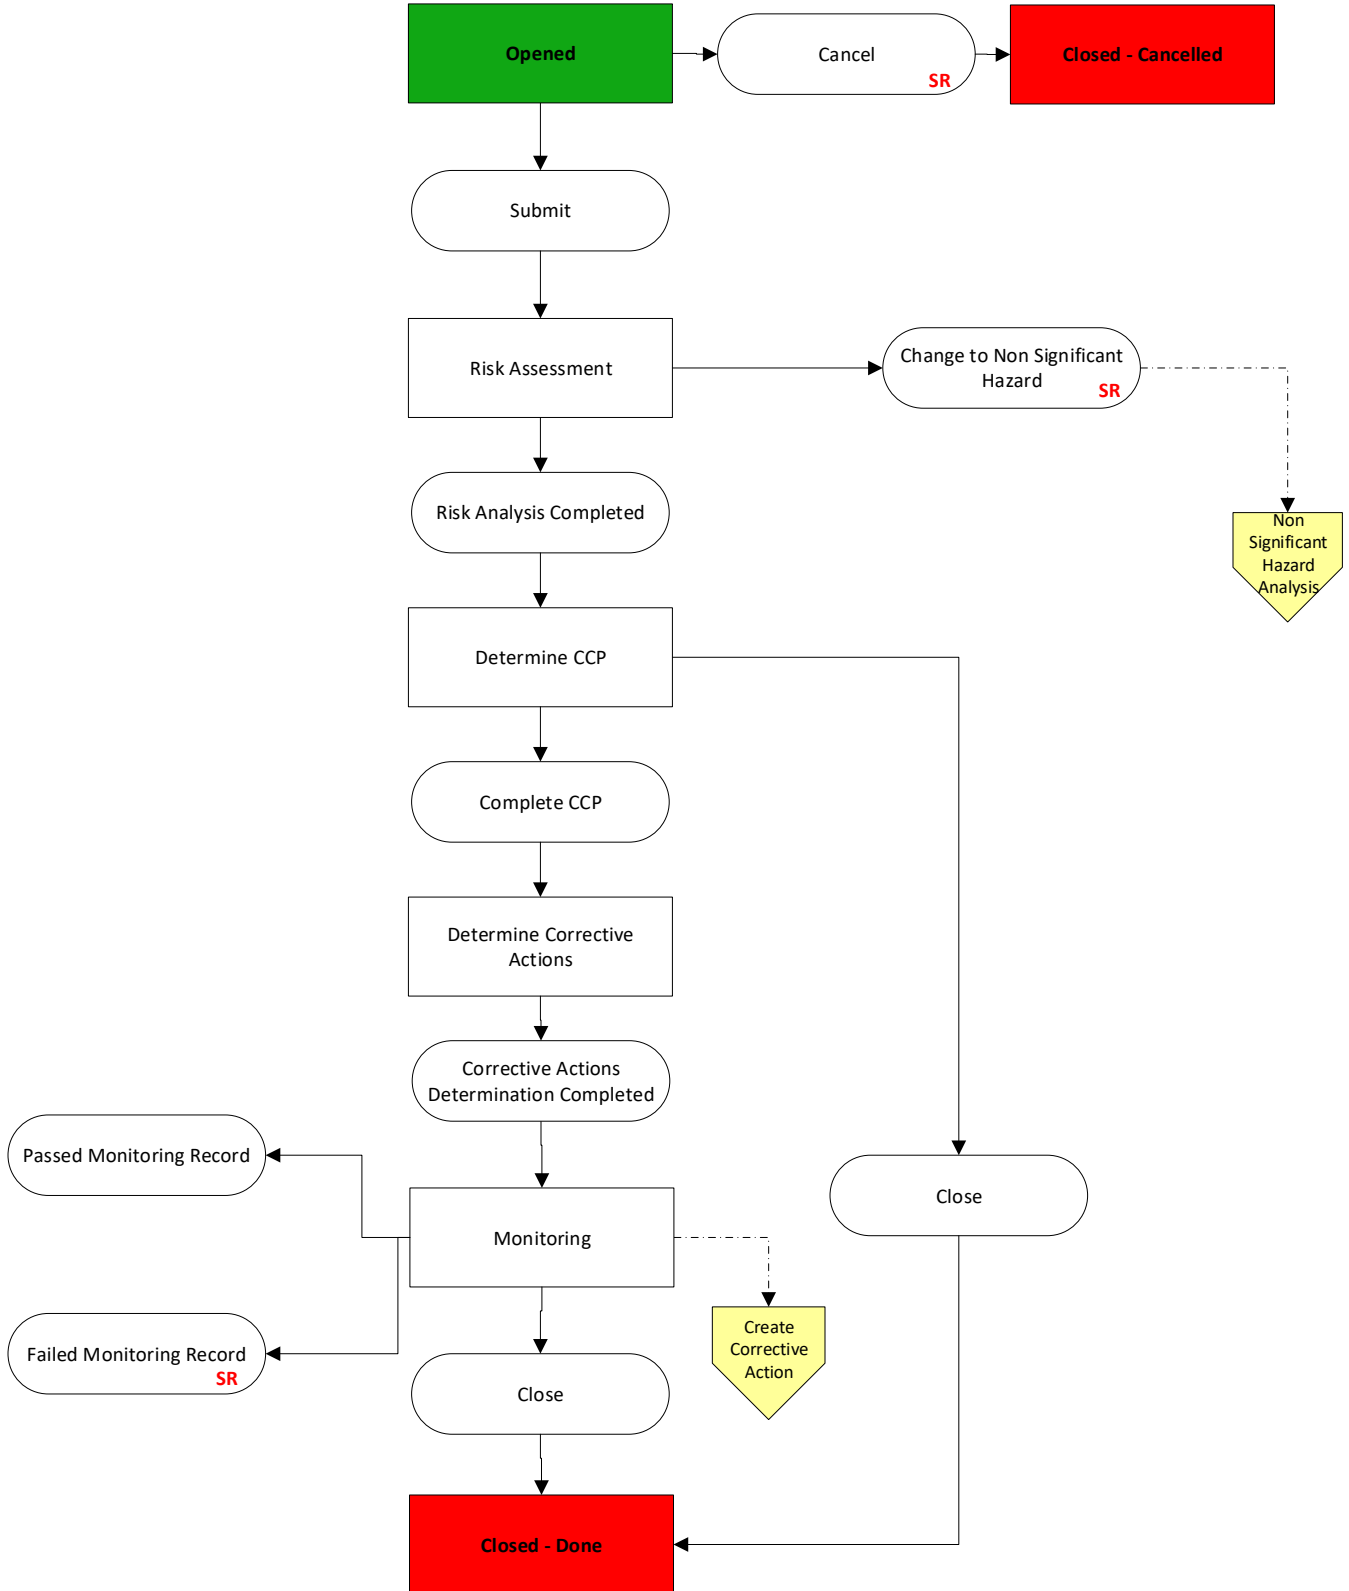 Opened
Cancel
SR
Closed - Cancelled
Submit
Risk Assessment
Change to Non Significant
Hazard
SR
Risk Analysis Completed
Non
Significant
Hazard
Analysis
Determine CCP
Complete CCP
Determine Corrective
Actions
Corrective Actions
Determination Completed
Passed Monitoring Record
Close
Monitoring
Failed Monitoring Record
SR
Create
Corrective
Action
Close
Closed - Done